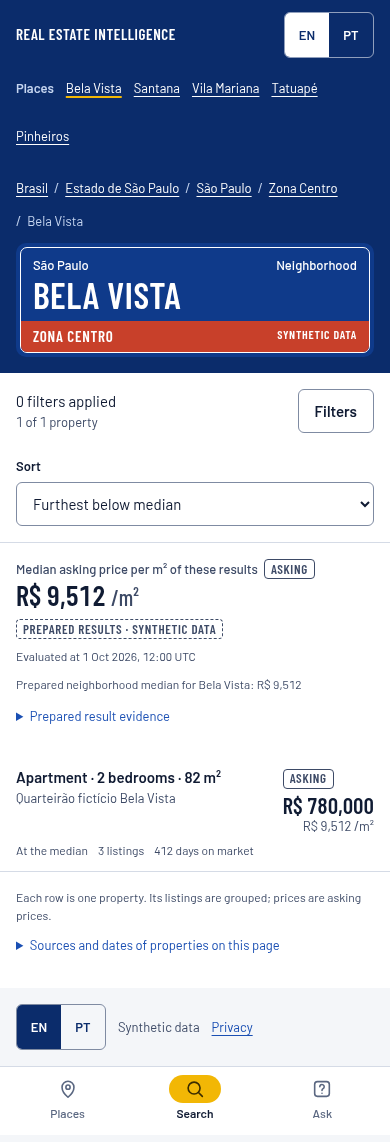 REAL ESTATE INTELLIGENCE
EN PT
Places Bela Vista Santana Vila Mariana Tatuapé
Pinheiros
Brasil / Estado de São Paulo / São Paulo / Zona Centro
/ Bela Vista
São Paulo Neighborhood
BELA VISTA
ZONA CENTRO SYNTHETIC DATA
0 filters applied
1 of 1 property
Filters
Sort
Furthest below median
Median asking price per m² of these results ASKING
R$ 9,512 /m²
PREPARED RESULTS · SYNTHETIC DATA
Evaluated at 1 Oct 2026, 12:00 UTC
Prepared neighborhood median for Bela Vista: R$ 9,512
Prepared result evidence
Apartment · 2 bedrooms · 82 m² ASKING
Quarteirão fictício Bela Vista R$ 780,000
R$ 9,512 /m²
At the median 3 listings 412 days on market
Each row is one property. Its listings are grouped; prices are asking
prices.
Sources and dates of properties on this page
EN PT Synthetic data Privacy
Places Search Ask